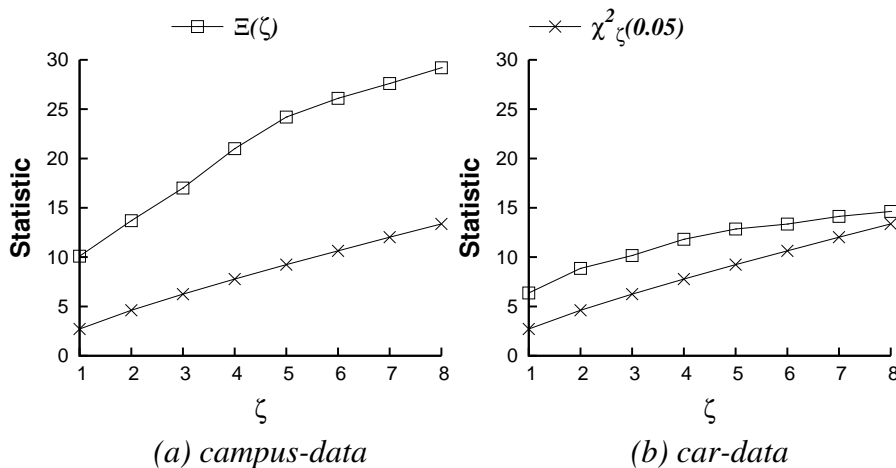 Ξ(ζ) χ²ζ(0.05)
30
25
20
15
10
5
0
Statistic
1 2 3 4 5 6 7 8
ζ
(a) campus-data
30
25
20
15
10
5
0
Statistic
1 2 3 4 5 6 7 8
ζ
(b) car-data